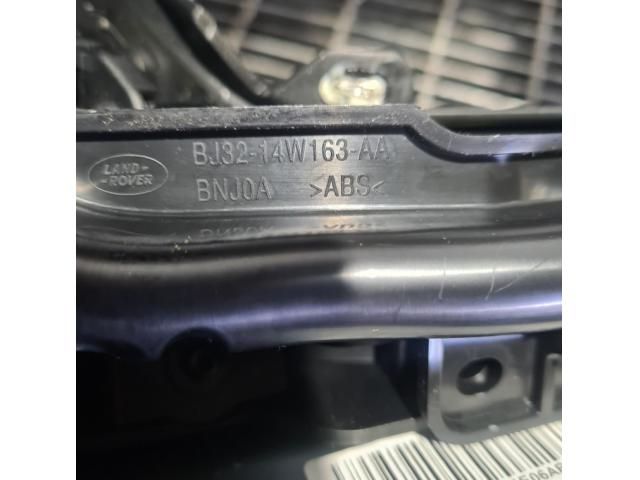 LAND-
-ROVER
BJ32-14W163-AA
BNJ0A >ABS<